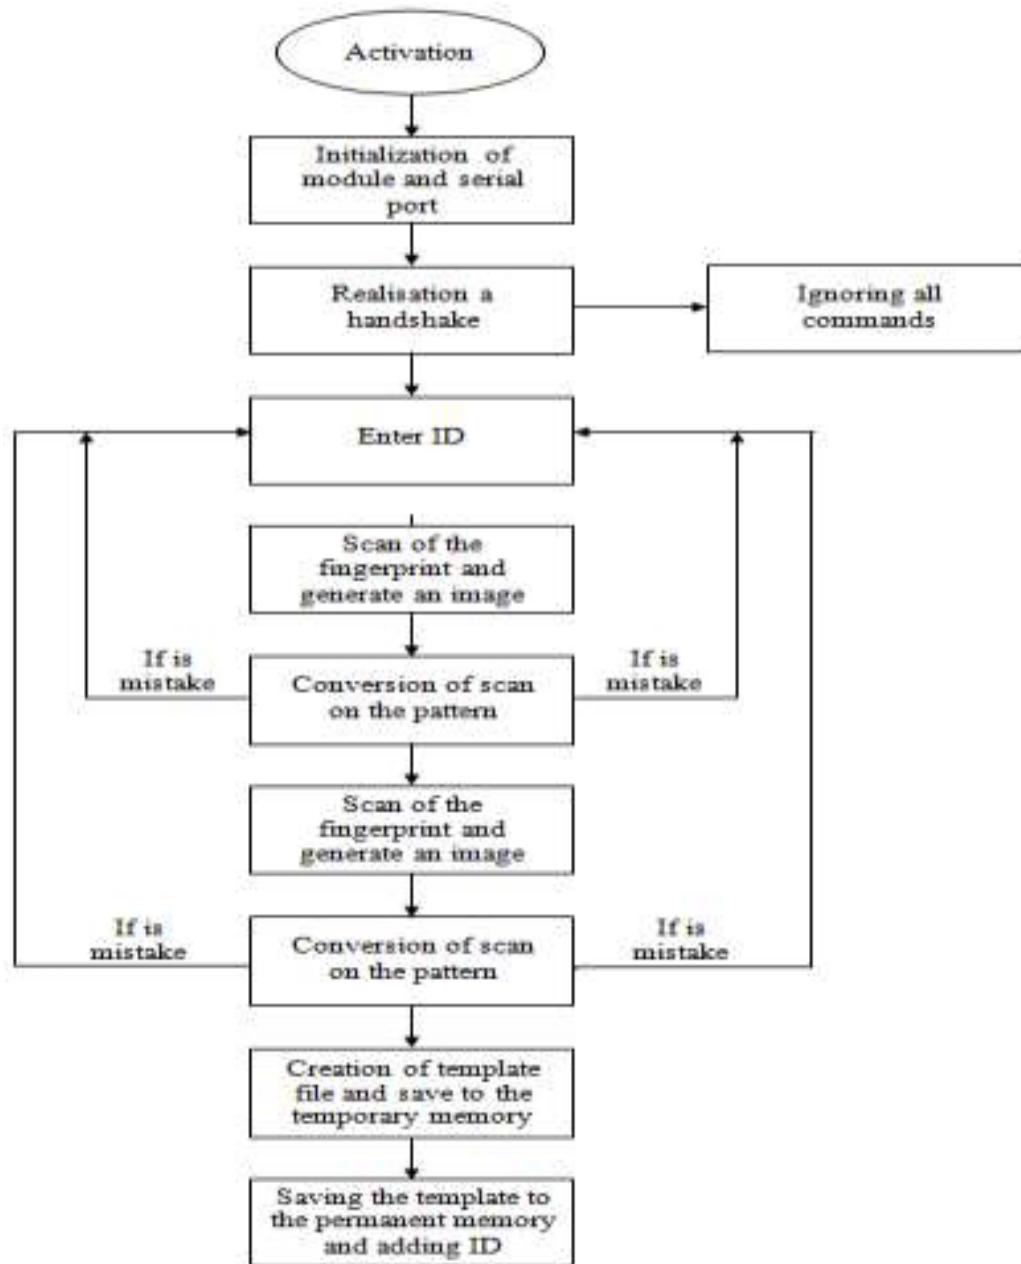 Activation
Initialization of
module and serial
port
Realisation a
handshake
Ignoring all
commands
Enter ID
Scan of the
fingerprint and
generate an image
If is
mistake
Conversion of scan
on the pattern
If is
mistake
Scan of the
fingerprint and
generate an image
If is
mistake
Conversion of scan
on the pattern
If is
mistake
Creation of template
file and save to the
temporary memory
Saving the template to
the permanent memory
and adding ID